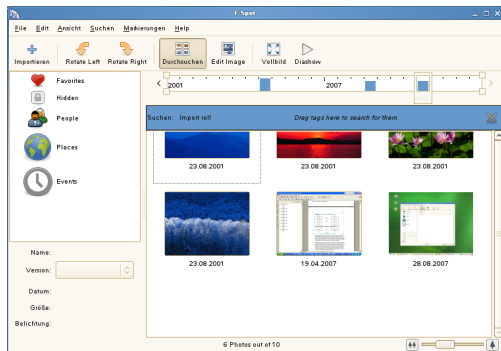 F-Spot
File Edit Ansicht Suchen Markierungen Help
Importieren Rotate Left Rotate Right Durchsuchen Edit Image Vollbild Diashow
Favorites
Hidden
People
Places
Events
2001 2007
Suchen: Import roll Drag tags here to search for them
23.08.2001 23.08.2001 23.08.2001
23.08.2001 19.04.2007 28.08.2007
Name:
Version:
Datum:
Größe:
Belichtung:
6 Photos out of 10